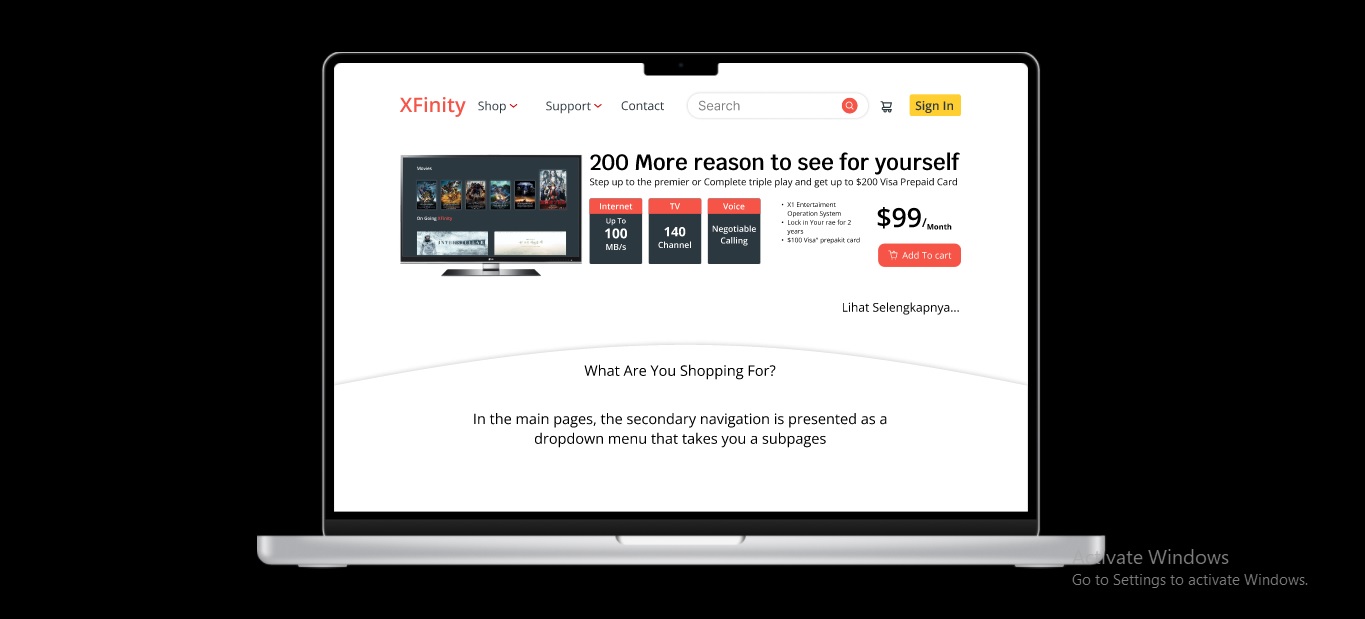 XFinity Shop Support Contact Search Sign In
Movies
On Going Xfinity
INTERSTELLAR
200 More reason to see for yourself
Step up to the premier or Complete triple play and get up to $200 Visa Prepaid Card
Internet
Up To
100
MB/s
TV
140
Channel
Voice
Negotiable
Calling
• X1 Entertaiment
Operation System
• Lock in Your rae for 2
years
• $100 Visa® prepakit card
$99/Month
Add To cart
Lihat Selengkapnya...
What Are You Shopping For?
In the main pages, the secondary navigation is presented as a
dropdown menu that takes you a subpages
Activate Windows
Go to Settings to activate Windows.